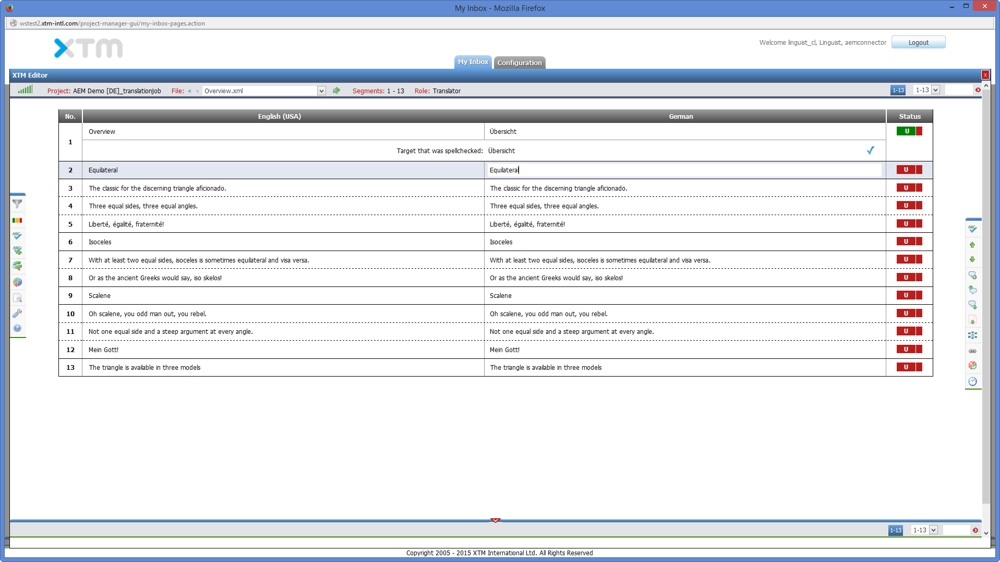 My Inbox - Mozilla Firefox
wstest2.xtm-intl.com/project-manager-gui/my-inbox-pages.action
XTM
Welcome linguist_cl, Linguist, aemconnector Logout
My Inbox Configuration
XTM Editor x
Project: AEM Demo [DE]_translationjob File: « ‹ Overview.xml Segments: 1 - 13 Role: Translator 1-13 1-13
No. English (USA) German Status
1 Overview Übersicht U
Target that was spellchecked: Übersicht
2 Equilateral Equilateral U
3 The classic for the discerning triangle aficionado. The classic for the discerning triangle aficionado. U
4 Three equal sides, three equal angles. Three equal sides, three equal angles. U
5 Liberté, égalité, fraternité! Liberté, égalité, fraternité! U
6 Isoceles Isoceles U
7 With at least two equal sides, isoceles is sometimes equilateral and visa versa. With at least two equal sides, isoceles is sometimes equilateral and visa versa. U
8 Or as the ancient Greeks would say, iso skelos! Or as the ancient Greeks would say, iso skelos! U
9 Scalene Scalene U
10 Oh scalene, you odd man out, you rebel. Oh scalene, you odd man out, you rebel. U
11 Not one equal side and a steep argument at every angle. Not one equal side and a steep argument at every angle. U
12 Mein Gott! Mein Gott! U
13 The triangle is available in three models The triangle is available in three models U
ABC
ABC
ABC
1-13 1-13
Copyright 2005 - 2015 XTM International Ltd. All Rights Reserved